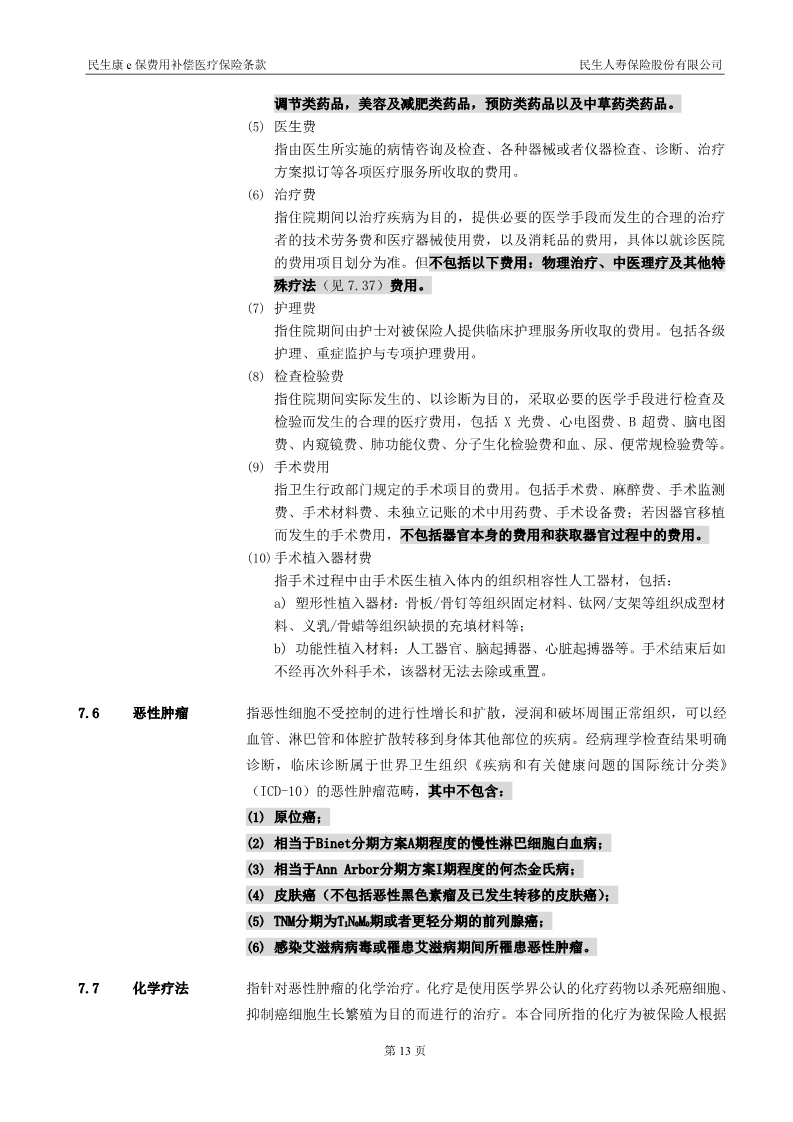 民生康 e 保费用补偿医疗保险条款 民生人寿保险股份有限公司
调节类药品，美容及减肥类药品，预防类药品以及中草药类药品。
(5) 医生费
指由医生所实施的病情咨询及检查、各种器械或者仪器检查、诊断、治疗
方案拟订等各项医疗服务所收取的费用。
(6) 治疗费
指住院期间以治疗疾病为目的，提供必要的医学手段而发生的合理的治疗
者的技术劳务费和医疗器械使用费，以及消耗品的费用，具体以就诊医院
的费用项目划分为准。但不包括以下费用：物理治疗、中医理疗及其他特
殊疗法（见 7.37）费用。
(7) 护理费
指住院期间由护士对被保险人提供临床护理服务所收取的费用。包括各级
护理、重症监护与专项护理费用。
(8) 检查检验费
指住院期间实际发生的、以诊断为目的，采取必要的医学手段进行检查及
检验而发生的合理的医疗费用，包括 X 光费、心电图费、B 超费、脑电图
费、内窥镜费、肺功能仪费、分子生化检验费和血、尿、便常规检验费等。
(9) 手术费用
指卫生行政部门规定的手术项目的费用。包括手术费、麻醉费、手术监测
费、手术材料费、未独立记账的术中用药费、手术设备费；若因器官移植
而发生的手术费用，不包括器官本身的费用和获取器官过程中的费用。
(10)手术植入器材费
指手术过程中由手术医生植入体内的组织相容性人工器材，包括：
a) 塑形性植入器材：骨板/骨钉等组织固定材料、钛网/支架等组织成型材
料、义乳/骨蜡等组织缺损的充填材料等；
b) 功能性植入材料：人工器官、脑起搏器、心脏起搏器等。手术结束后如
不经再次外科手术，该器材无法去除或重置。
7.6 恶性肿瘤 指恶性细胞不受控制的进行性增长和扩散，浸润和破坏周围正常组织，可以经
血管、淋巴管和体腔扩散转移到身体其他部位的疾病。经病理学检查结果明确
诊断，临床诊断属于世界卫生组织《疾病和有关健康问题的国际统计分类》
（ICD-10）的恶性肿瘤范畴，其中不包含：
(1) 原位癌；
(2) 相当于Binet分期方案A期程度的慢性淋巴细胞白血病；
(3) 相当于Ann Arbor分期方案I期程度的何杰金氏病；
(4) 皮肤癌（不包括恶性黑色素瘤及已发生转移的皮肤癌）；
(5) TNM分期为T₁N₀M₀期或者更轻分期的前列腺癌；
(6) 感染艾滋病病毒或罹患艾滋病期间所罹患恶性肿瘤。
7.7 化学疗法 指针对恶性肿瘤的化学治疗。化疗是使用医学界公认的化疗药物以杀死癌细胞、
抑制癌细胞生长繁殖为目的而进行的治疗。本合同所指的化疗为被保险人根据
第 13 页